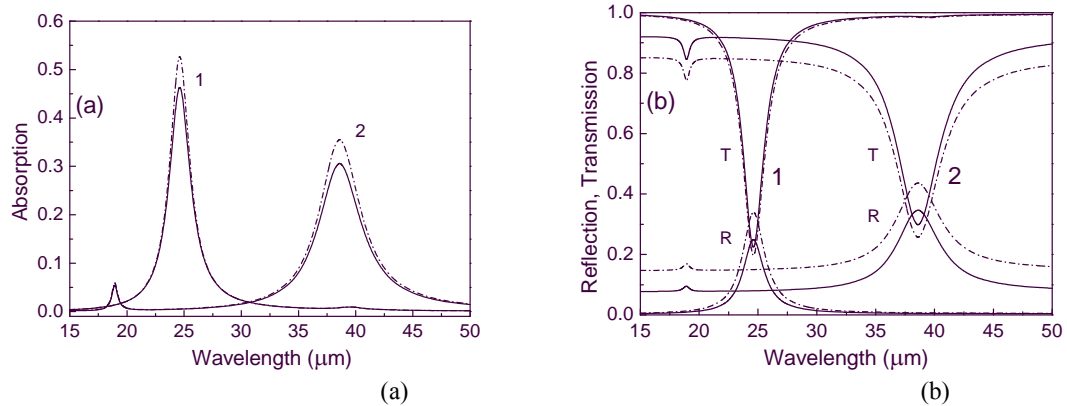 (a)
Absorption
0.6
0.5
0.4
0.3
0.2
0.1
0.0
1
2
15 20 25 30 35 40 45 50
Wavelength (μm)
(a)
(b)
Reflection, Transmission
1.0
0.8
0.6
0.4
0.2
0.0
T
1
R
T
2
R
15 20 25 30 35 40 45 50
Wavelength (μm)
(b)